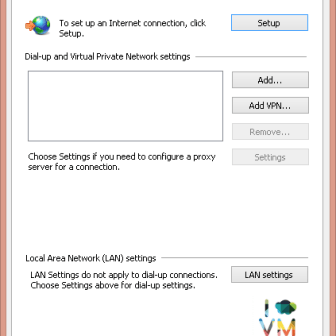 To set up an Internet connection, click
Setup.
Setup
Dial-up and Virtual Private Network settings
Add...
Add VPN...
Remove...
Choose Settings if you need to configure a proxy
server for a connection.
Settings
Local Area Network (LAN) settings
LAN Settings do not apply to dial-up connections.
Choose Settings above for dial-up settings.
LAN settings
I
VM